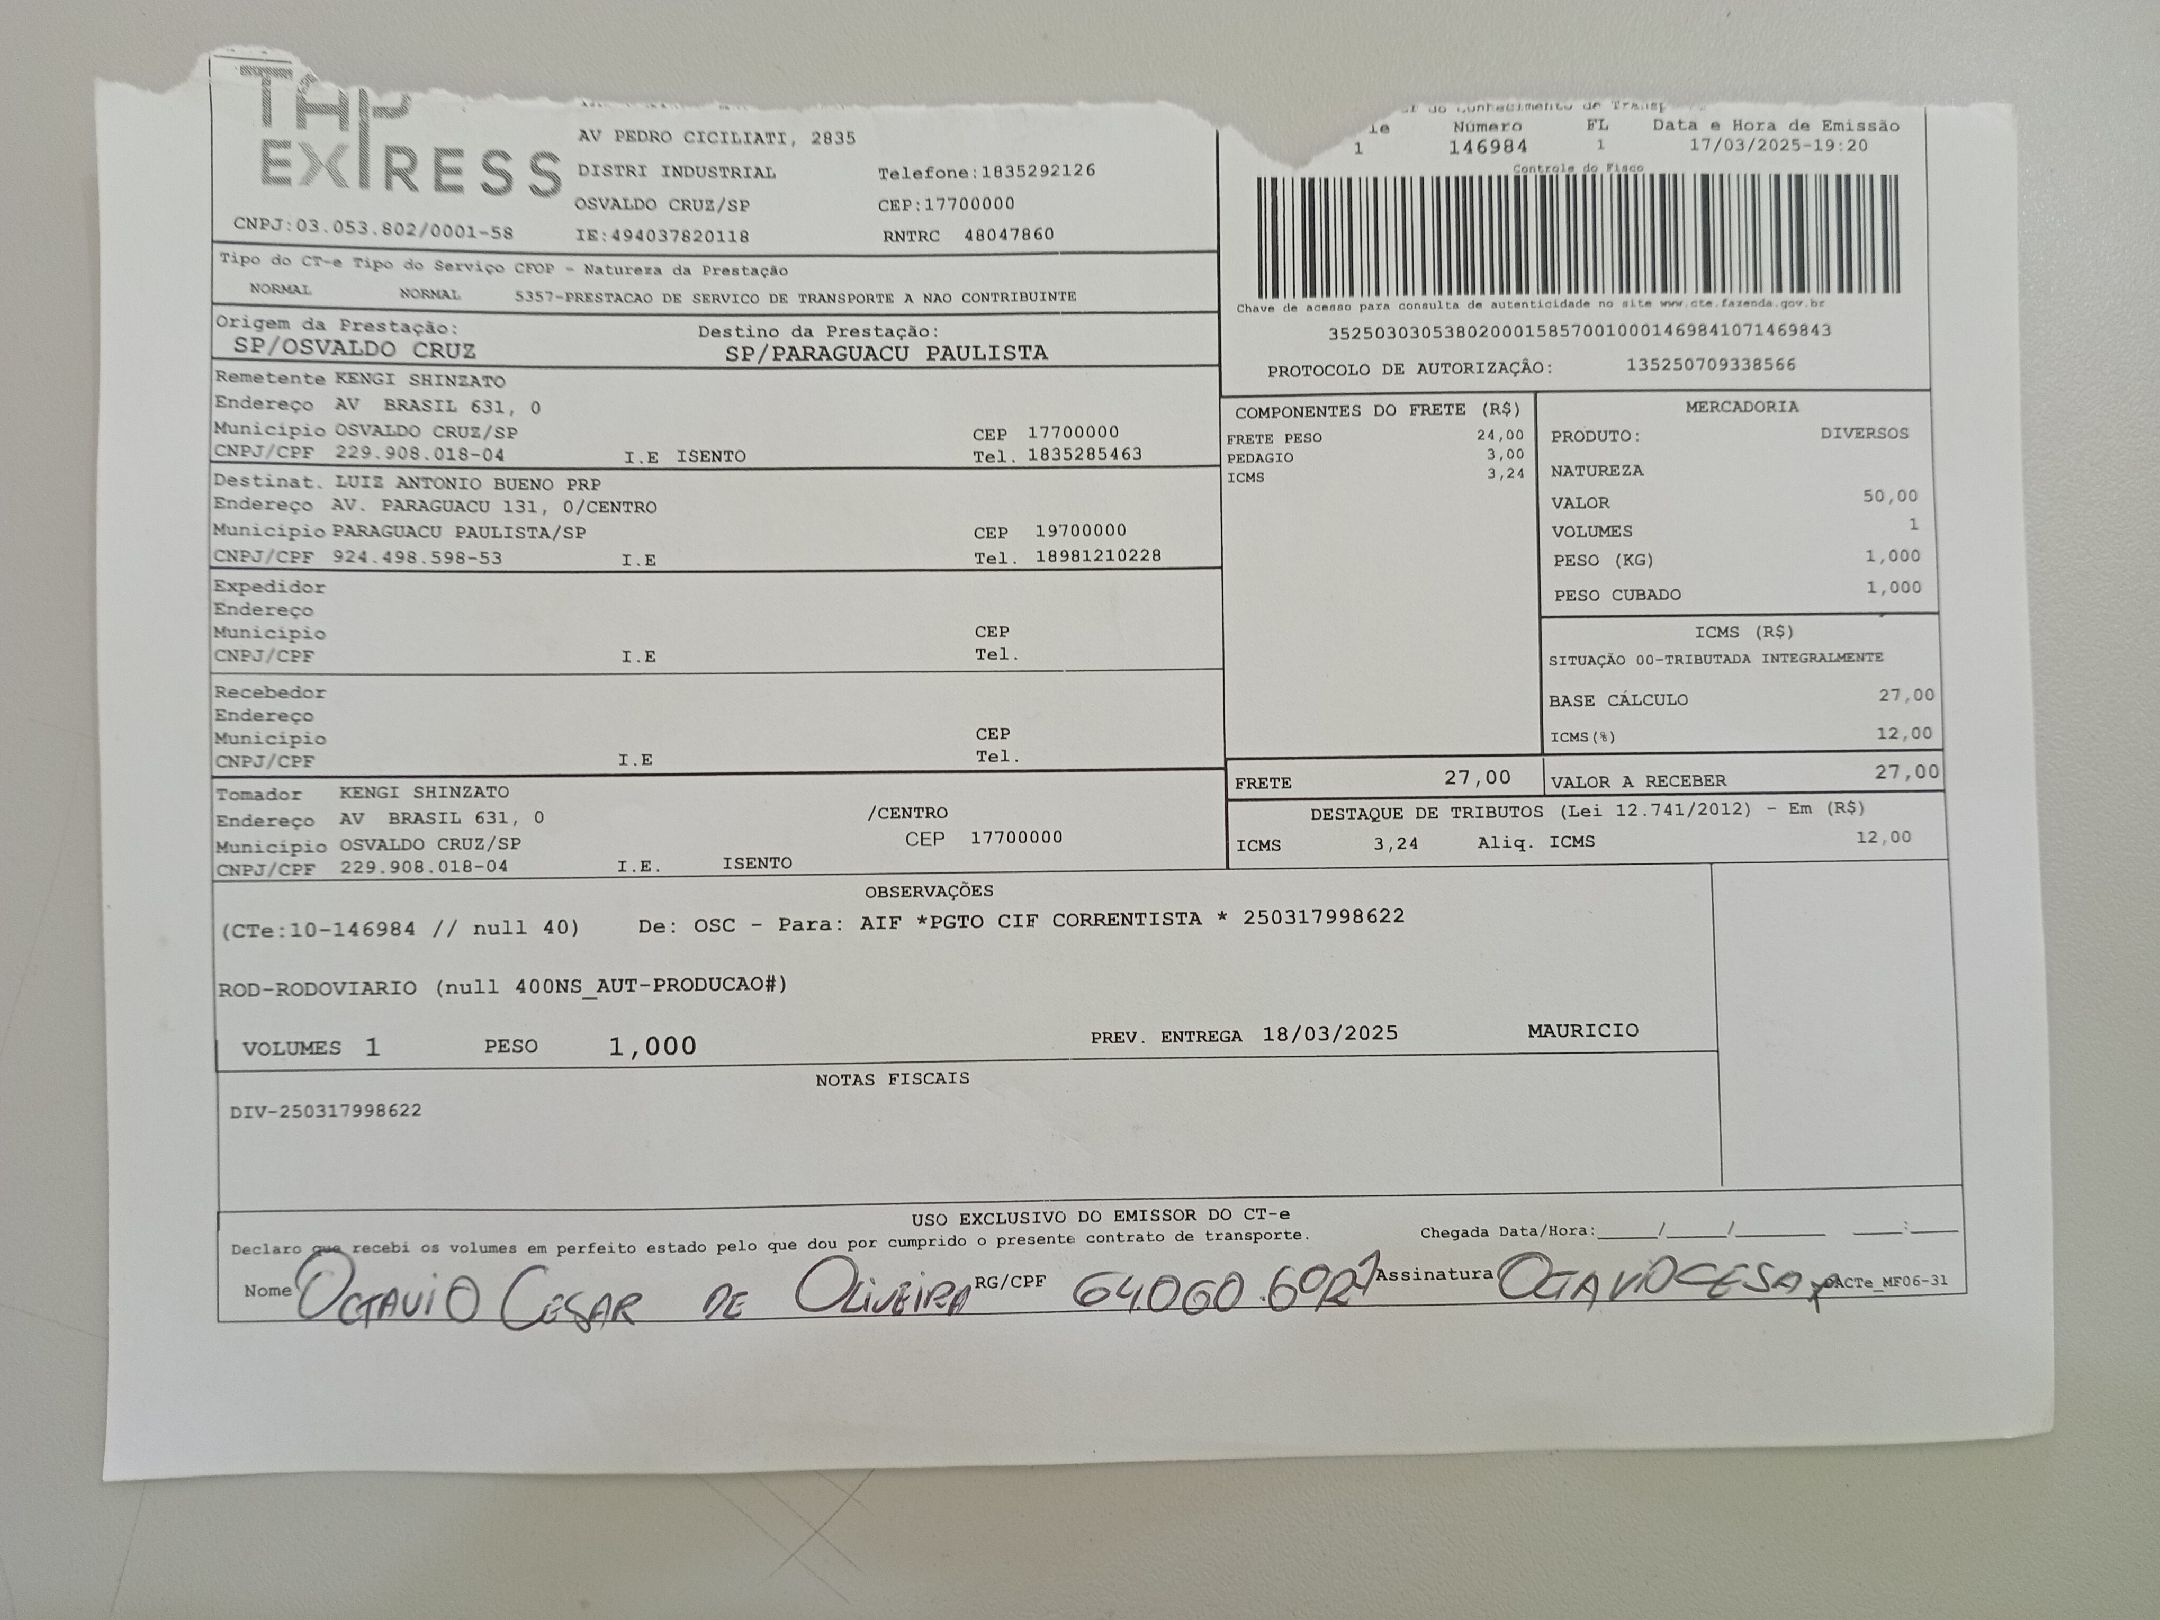 TAP
EXPRESS
CNPJ:03.053.802/0001-58
AV PEDRO CICILIATI, 2835
DISTRI INDUSTRIAL Telefone:1835292126
OSVALDO CRUZ/SP CEP:17700000
IE:494037820118 RNTRC 48047860
do Conhecimento de Transp
Número FL Data e Hora de Emissão
1 146984 1 17/03/2025-19:20
Controle do Fisco
Chave de acesso para consulta de autenticidade no site www.cte.fazenda.gov.br
35250303053802000158570010001469841071469843
PROTOCOLO DE AUTORIZAÇÃO: 135250709338566
Tipo do CT-e Tipo do Serviço CFOP - Natureza da Prestação
NORMAL NORMAL 5357-PRESTACAO DE SERVICO DE TRANSPORTE A NAO CONTRIBUINTE
Origem da Prestação: Destino da Prestação:
SP/OSVALDO CRUZ SP/PARAGUACU PAULISTA
Remetente KENGI SHINZATO
Endereço AV BRASIL 631, 0
Municipio OSVALDO CRUZ/SP CEP 17700000
CNPJ/CPF 229.908.018-04 I.E ISENTO Tel. 1835285463
Destinat. LUIZ ANTONIO BUENO PRP
Endereço AV. PARAGUACU 131, 0/CENTRO
Municipio PARAGUACU PAULISTA/SP CEP 19700000
CNPJ/CPF 924.498.598-53 I.E Tel. 18981210228
Expedidor
Endereço
Municipio CEP
CNPJ/CPF I.E Tel.
Recebedor
Endereço
Municipio CEP
CNPJ/CPF I.E Tel.
Tomador KENGI SHINZATO
Endereço AV BRASIL 631, 0 /CENTRO
Municipio OSVALDO CRUZ/SP CEP 17700000
CNPJ/CPF 229.908.018-04 I.E. ISENTO
COMPONENTES DO FRETE (R$)
FRETE PESO 24,00
PEDAGIO 3,00
ICMS 3,24
MERCADORIA
PRODUTO: DIVERSOS
NATUREZA
VALOR 50,00
VOLUMES 1
PESO (KG) 1,000
PESO CUBADO 1,000
ICMS (R$)
SITUAÇÃO 00-TRIBUTADA INTEGRALMENTE
BASE CÁLCULO 27,00
ICMS(%) 12,00
FRETE 27,00 VALOR A RECEBER 27,00
DESTAQUE DE TRIBUTOS (Lei 12.741/2012) - Em (R$)
ICMS 3,24 Aliq. ICMS 12,00
OBSERVAÇÕES
(CTe:10-146984 // null 40) De: OSC - Para: AIF *PGTO CIF CORRENTISTA * 250317998622
ROD-RODOVIARIO (null 400NS_AUT-PRODUCAO#)
VOLUMES 1 PESO 1,000 PREV. ENTREGA 18/03/2025 MAURICIO
NOTAS FISCAIS
DIV-250317998622
USO EXCLUSIVO DO EMISSOR DO CT-e
Declaro que recebi os volumes em perfeito estado pelo que dou por cumprido o presente contrato de transporte. Chegada Data/Hora:_____/_____/________ ____:____
Nome OCTAVIO CESAR DE OLIVEIRA RG/CPF Assinatura OCTAVIOCESAR DACTe_MF06-31